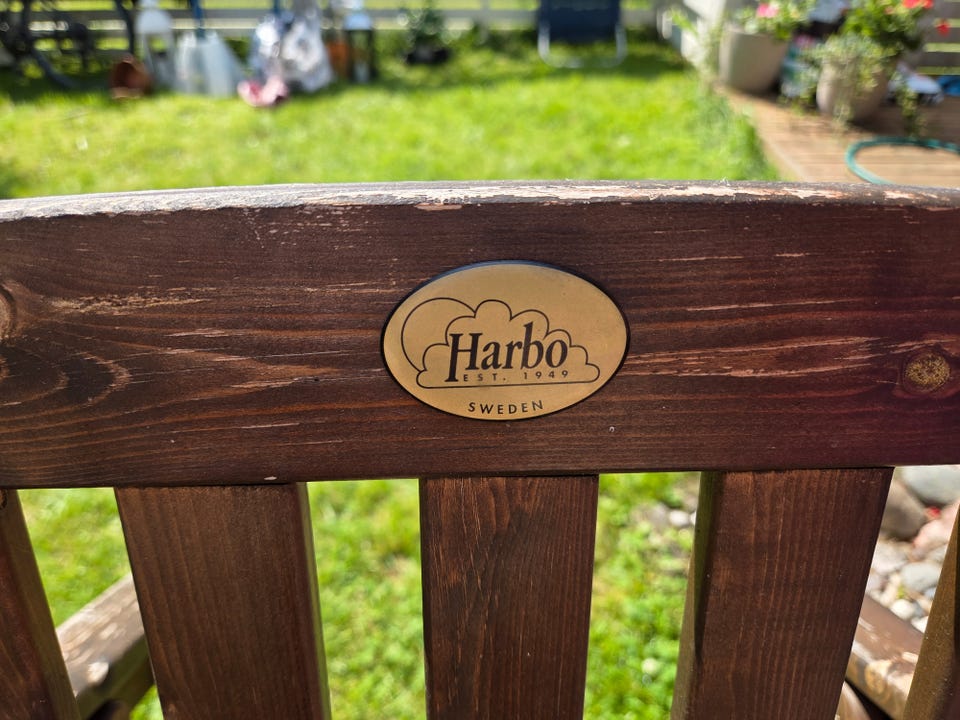 Harbo
EST. 1949
SWEDEN